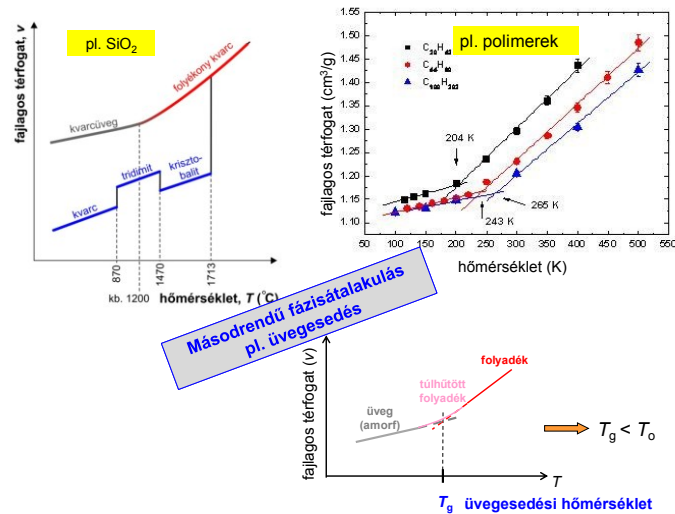 pl. SiO₂
fajlagos térfogat, v
folyékony kvarc
kvarcüveg
tridimit
kriszto-
balit
kvarc
870
1470
1713
kb. 1200
hőmérséklet, T (°C)
pl. polimerek
fajlagos térfogat (cm³/g)
1.55
1.50
1.45
1.40
1.35
1.30
1.25
1.20
1.15
1.10
204 K
243 K
265 K
50 100 150 200 250 300 350 400 450 500 550
hőmérséklet (K)
Másodrendű fázisátalakulás
pl. üvegesedés
fajlagos térfogat (v)
folyadék
túlhűtött
folyadék
üveg
(amorf)
T
Tg < To
Tg üvegesedési hőmérséklet